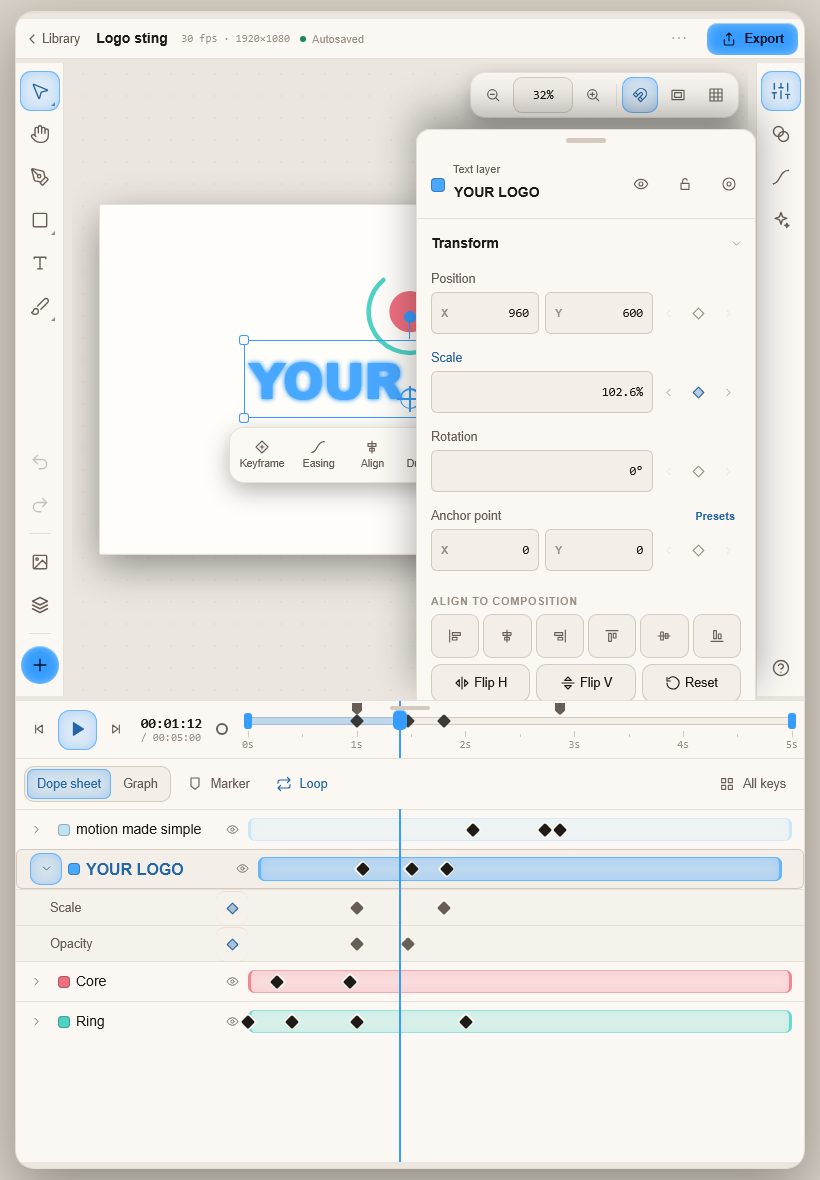 Library
Logo sting
30 fps · 1920×1080
Autosaved
Export
32%
Text layer
YOUR LOGO
Transform
Position
X 960
Y 600
Scale
102.6%
Rotation
0°
Anchor point
Presets
X 0
Y 0
ALIGN TO COMPOSITION
Flip H
Flip V
Reset
YOUR
Keyframe
Easing
Align
00:01:12
/ 00:05:00
0s
1s
2s
3s
4s
5s
Dope sheet
Graph
Marker
Loop
All keys
motion made simple
YOUR LOGO
Scale
Opacity
Core
Ring